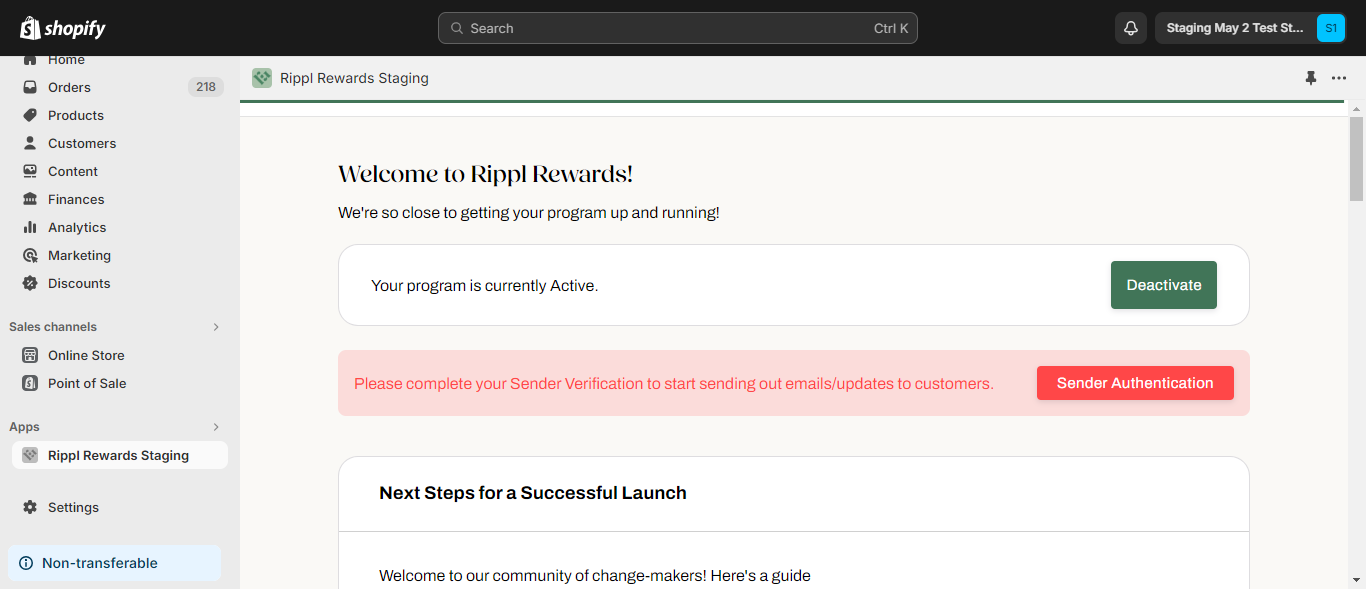 shopify
Search
Ctrl K
Staging May 2 Test St...
S1
Home
Orders
218
Products
Customers
Content
Finances
Analytics
Marketing
Discounts
Sales channels
Online Store
Point of Sale
Apps
Rippl Rewards Staging
Settings
Non-transferable
Rippl Rewards Staging
Welcome to Rippl Rewards!
We're so close to getting your program up and running!
Your program is currently Active.
Deactivate
Please complete your Sender Verification to start sending out emails/updates to customers.
Sender Authentication
Next Steps for a Successful Launch
Welcome to our community of change-makers! Here's a guide